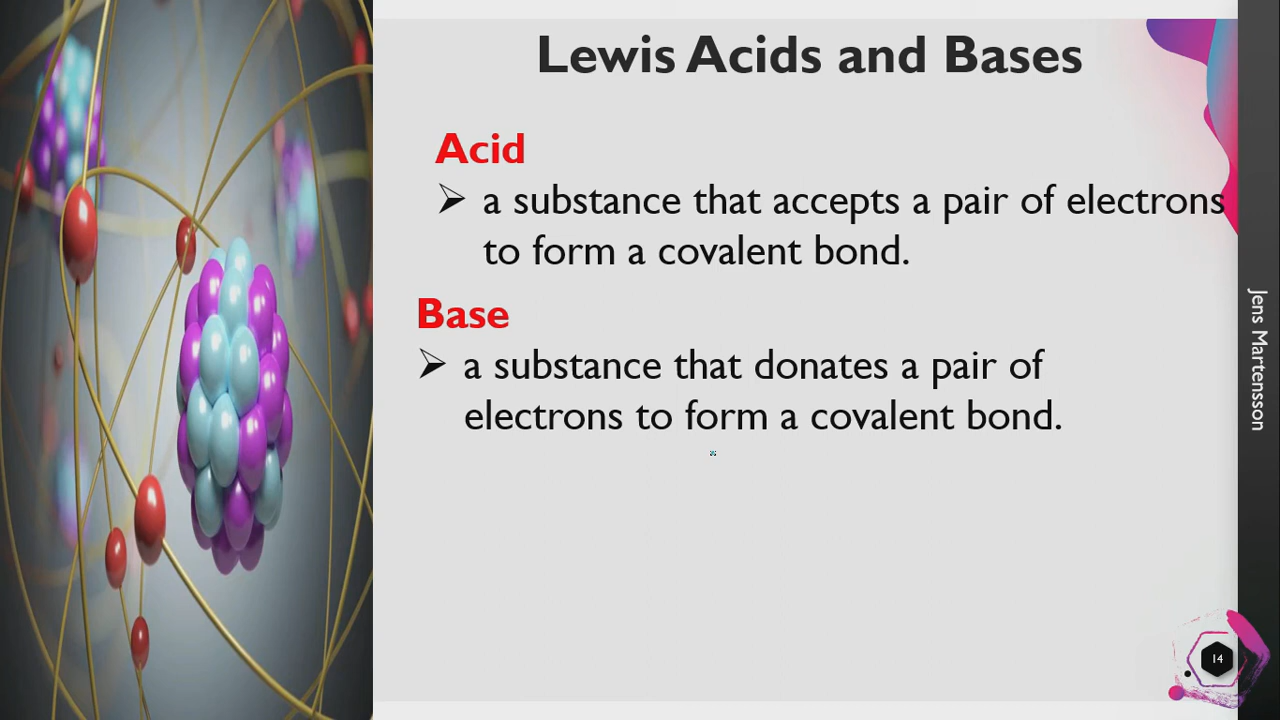 Lewis Acids and Bases
Acid
➢ a substance that accepts a pair of electrons
to form a covalent bond.
Base
➢ a substance that donates a pair of
electrons to form a covalent bond.
Jens Martensson
14